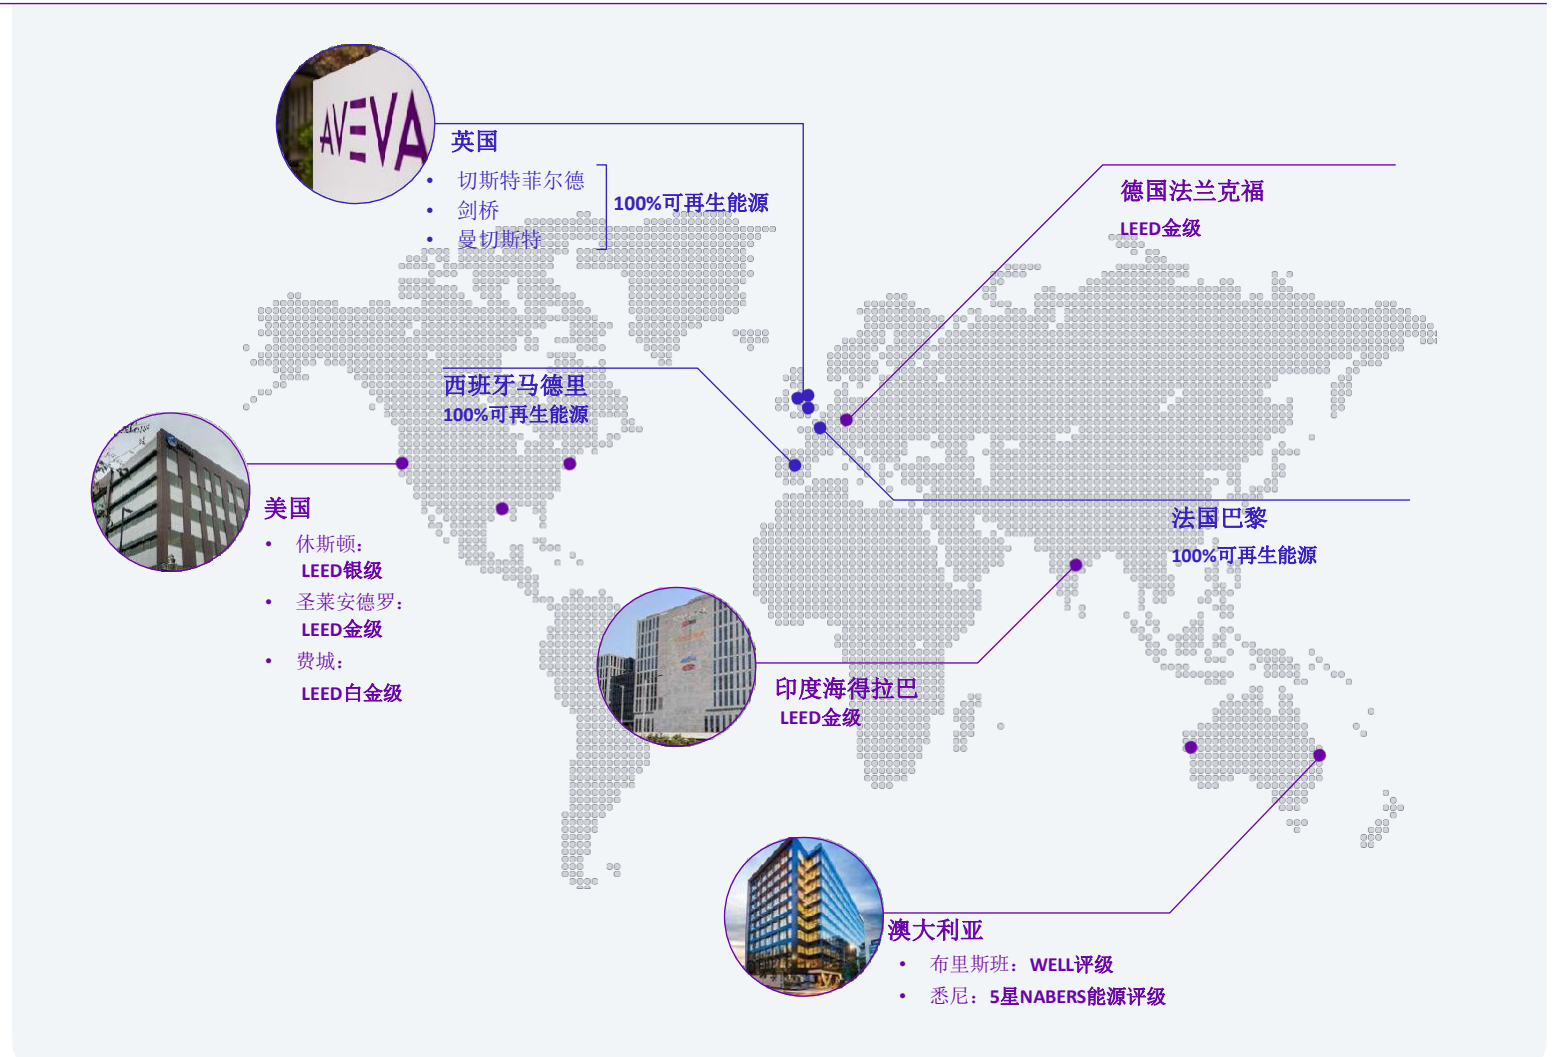 AVEVA
英国
• 切斯特菲尔德
• 剑桥
• 曼切斯特
100%可再生能源
德国法兰克福
LEED金级
西班牙马德里
100%可再生能源
法国巴黎
100%可再生能源
美国
• 休斯顿：
LEED银级
• 圣莱安德罗：
LEED金级
• 费城：
LEED白金级
印度海得拉巴
LEED金级
澳大利亚
• 布里斯班：WELL评级
• 悉尼：5星NABERS能源评级